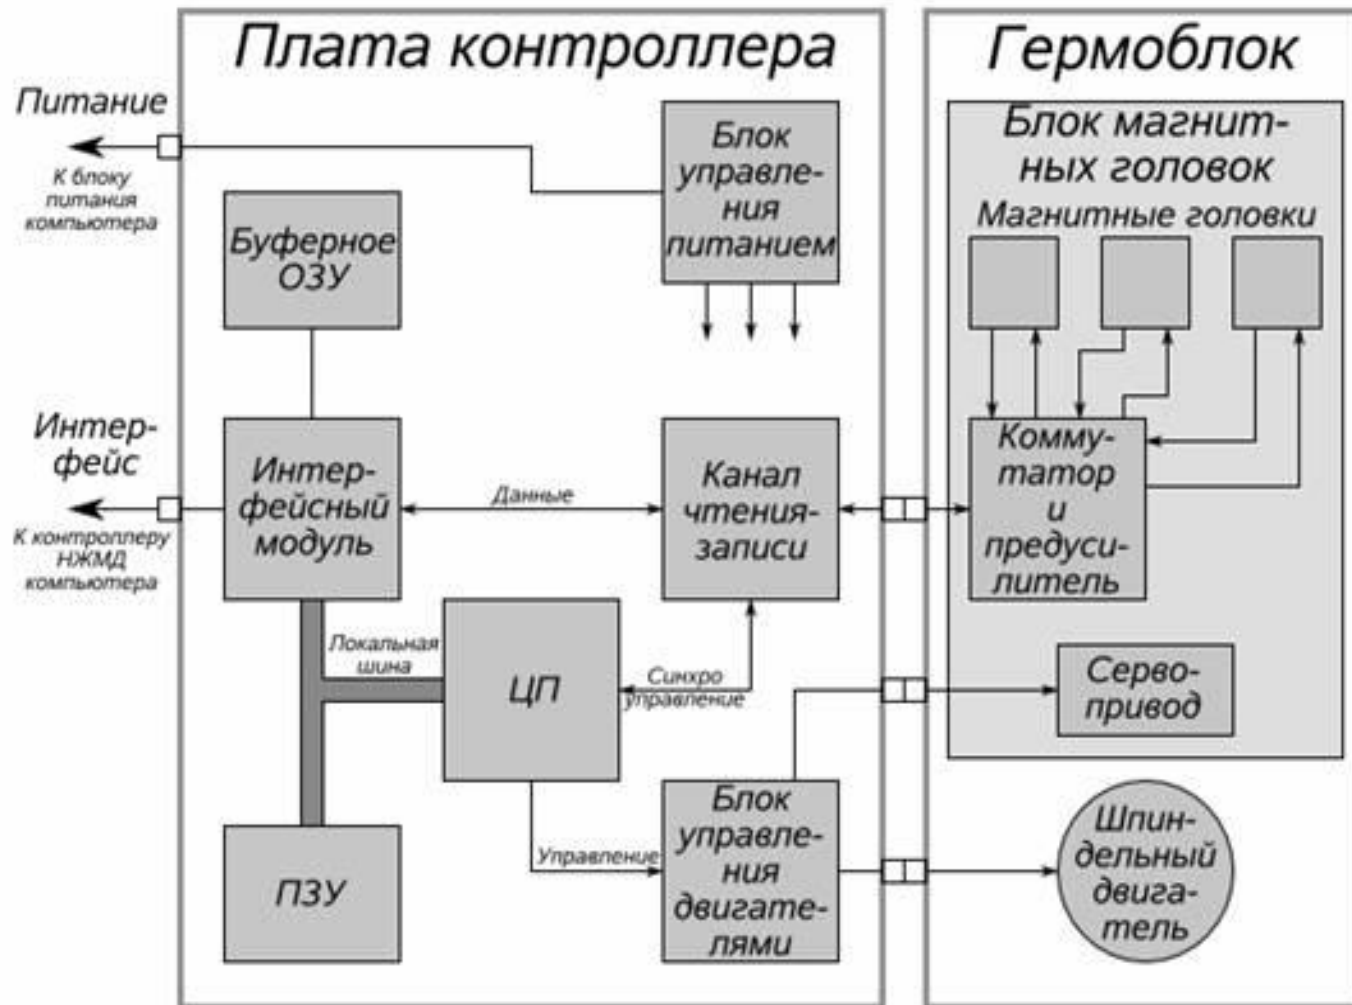 Плата контроллера
Гермоблок
Питание
К блоку
питания
компьютера
Буферное
ОЗУ
Блок
управле-
ния
питанием
Блок магнит-
ных головок
Магнитные головки
Интер-
фейс
К контроллеру
НЖМД
компьютера
Интер-
фейсный
модуль
Данные
Канал
чтения-
записи
Комму-
татор
и
предуси-
литель
Локальная
шина
ЦП
Синхро
управление
Серво-
привод
ПЗУ
Управление
Блок
управле-
ния
двигате-
лями
Шпин-
дельный
двига-
тель